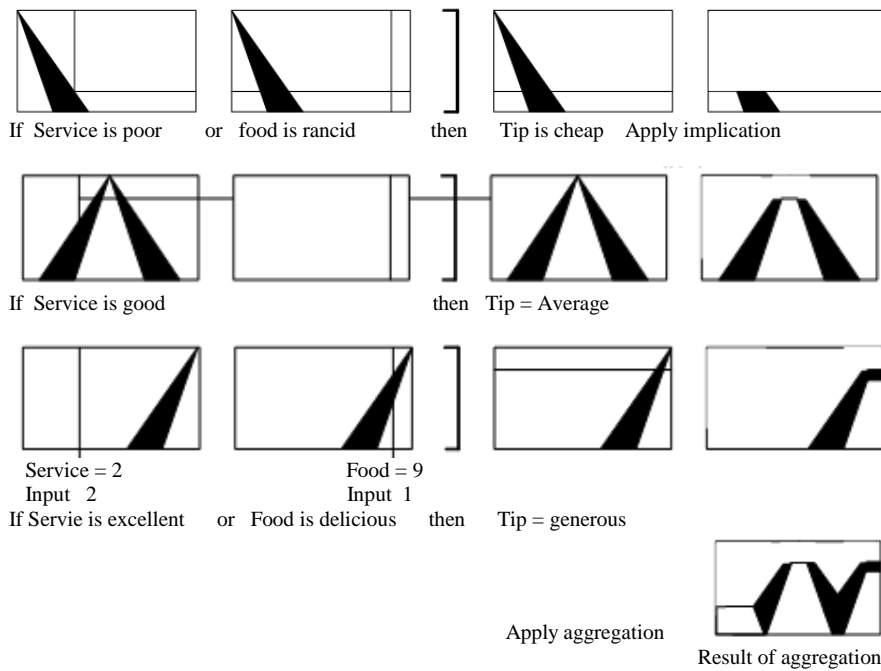 If Service is poor or food is rancid then Tip is cheap Apply implication
If Service is good then Tip = Average
Service = 2 Food = 9
Input 2 Input 1
If Servie is excellent or Food is delicious then Tip = generous
Apply aggregation
Result of aggregation